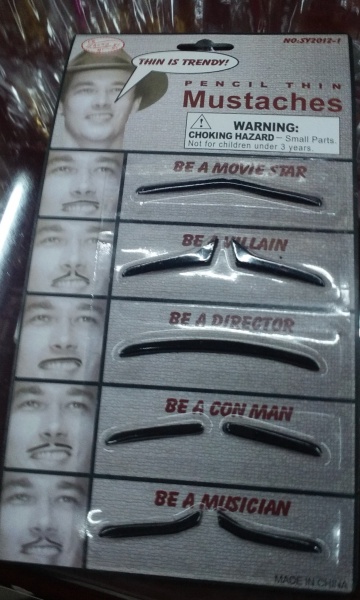 NO.SY2012-1
THIN IS TRENDY!
PENCIL THIN
Mustaches
WARNING:
CHOKING HAZARD - Small Parts.
Not for children under 3 years.
BE A MOVIE STAR
BE A VILLAIN
BE A DIRECTOR
BE A CON MAN
BE A MUSICIAN
MADE IN CHINA